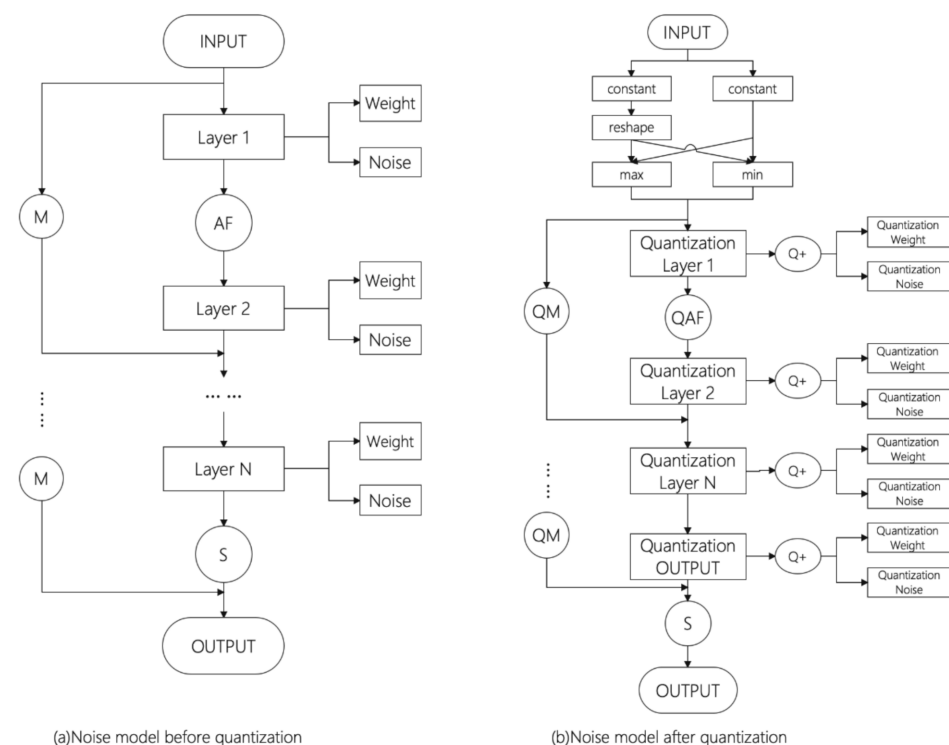 INPUT
Weight
Layer 1
Noise
M
AF
Weight
Layer 2
Noise
... ...
... ...
Weight
Layer N
M
Noise
S
OUTPUT
(a)Noise model before quantization
INPUT
constant
constant
reshape
max
min
Quantization
Layer 1
Q+
Quantization
Weight
Quantization
Noise
QM
QAF
Quantization
Layer 2
Q+
Quantization
Weight
Quantization
Noise
... ...
Quantization
Layer N
Q+
Quantization
Weight
Quantization
Noise
QM
Quantization
OUTPUT
Q+
Quantization
Weight
Quantization
Noise
S
OUTPUT
(b)Noise model after quantization